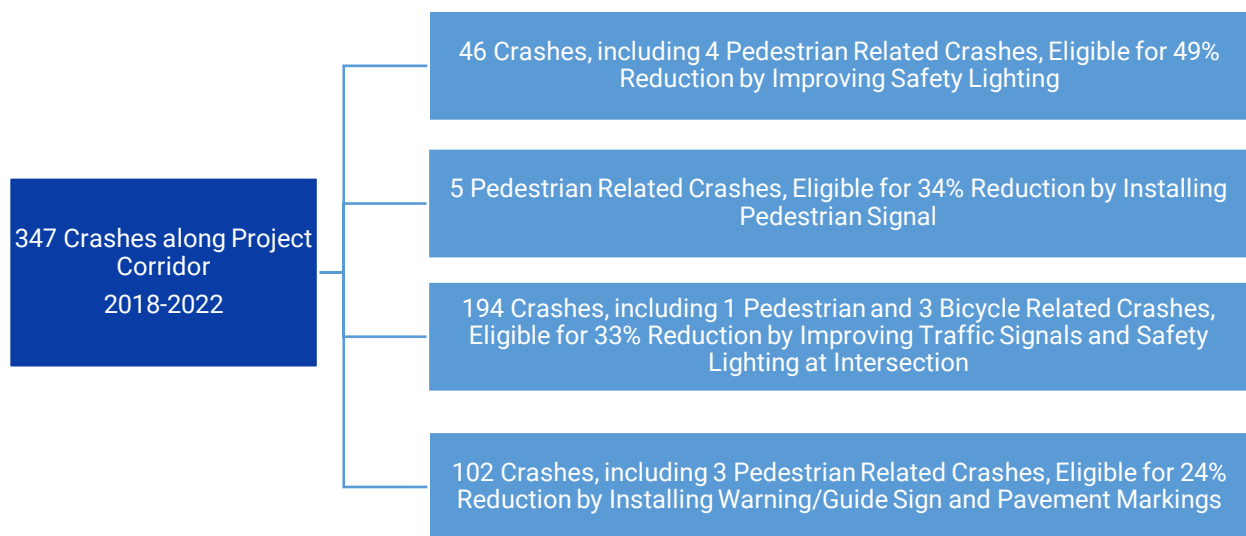 46 Crashes, including 4 Pedestrian Related Crashes, Eligible for 49%
Reduction by Improving Safety Lighting
5 Pedestrian Related Crashes, Eligible for 34% Reduction by Installing
Pedestrian Signal
347 Crashes along Project
Corridor
2018-2022
194 Crashes, including 1 Pedestrian and 3 Bicycle Related Crashes,
Eligible for 33% Reduction by Improving Traffic Signals and Safety
Lighting at Intersection
102 Crashes, including 3 Pedestrian Related Crashes, Eligible for 24%
Reduction by Installing Warning/Guide Sign and Pavement Markings